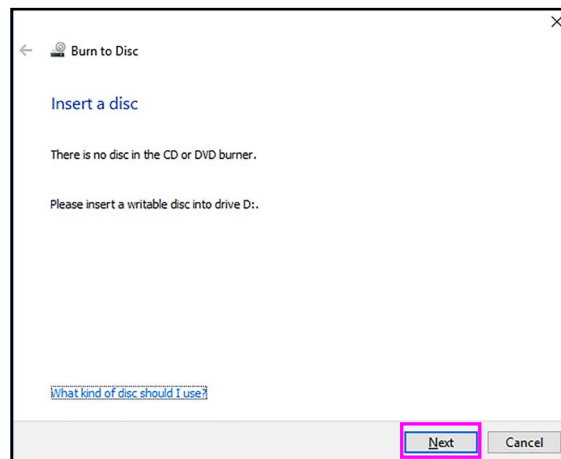 Burn to Disc
Insert a disc
There is no disc in the CD or DVD burner.
Please insert a writable disc into drive D:.
What kind of disc should I use?
Next
Cancel